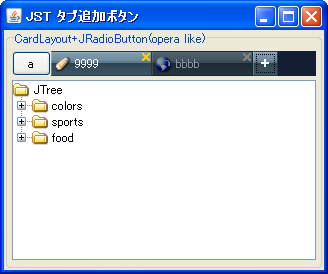 JST タブ追加ボタン
CardLayout+JRadioButton(opera like)
a 9999 bbbb +
JTree
colors
sports
food